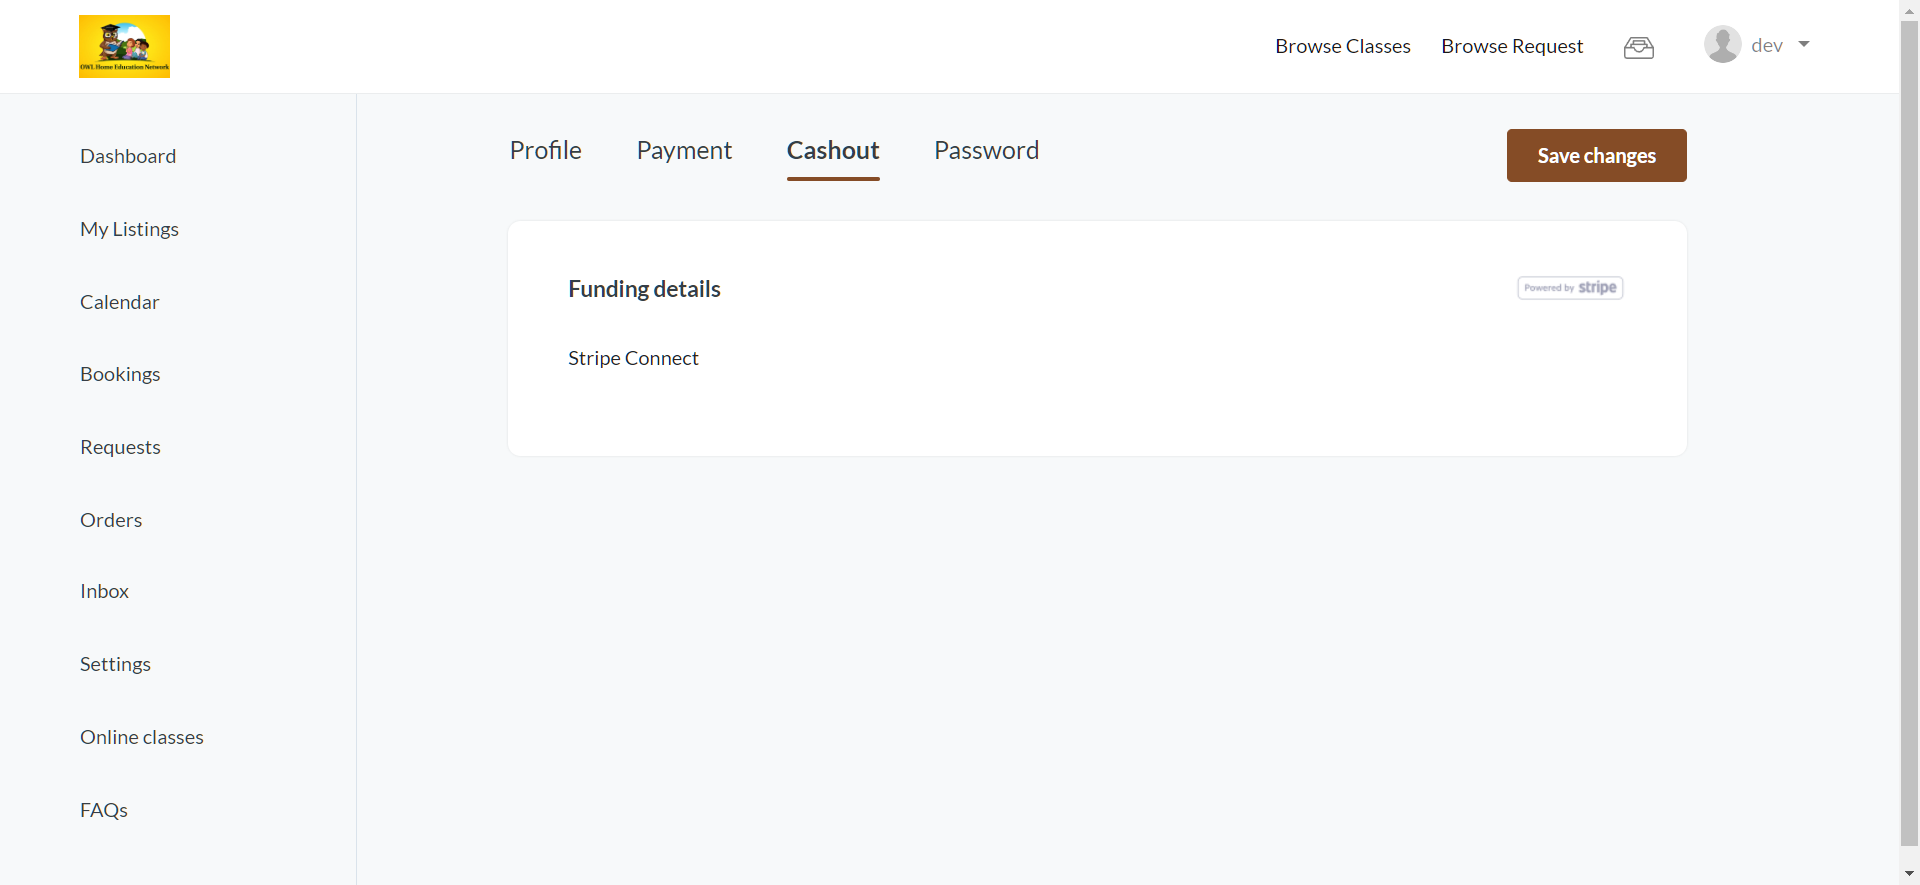 OWL Home Education Network
Browse Classes
Browse Request
dev
Dashboard
My Listings
Calendar
Bookings
Requests
Orders
Inbox
Settings
Online classes
FAQs
Profile
Payment
Cashout
Password
Save changes
Funding details
Powered by stripe
Stripe Connect